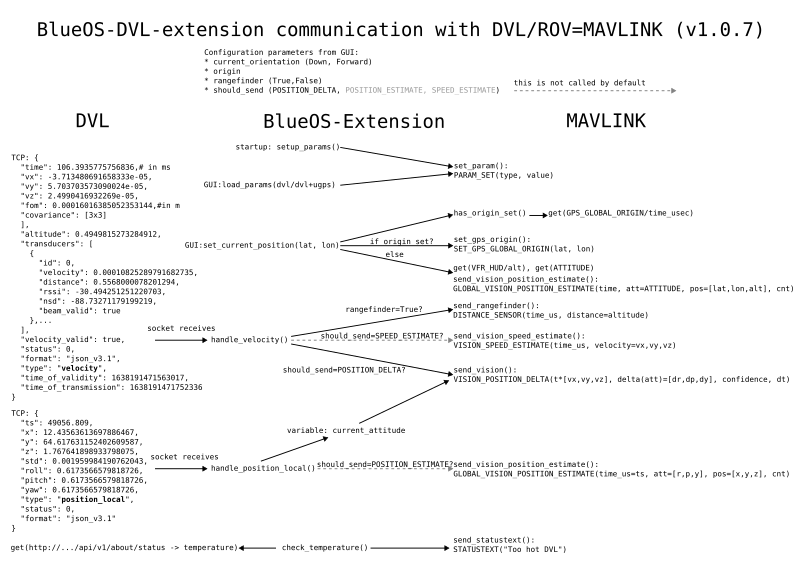 BlueOS-DVL-extension communication with DVL/ROV=MAVLINK (v1.0.7)
Configuration parameters from GUI:
* current_orientation (Down, Forward)
* origin
* rangefinder (True,False)
* should_send (POSITION_DELTA, POSITION_ESTIMATE, SPEED_ESTIMATE)
this is not called by default
DVL
BlueOS-Extension
MAVLINK
TCP: {
"time": 106.3935775756836,# in ms
"vx": -3.713480691658333e-05,
"vy": 5.703703573090024e-05,
"vz": 2.4990416932269e-05,
"fom": 0.00016016385052353144,#in m
"covariance": [3x3]
],
"altitude": 0.4949815273284912,
"transducers": [
{
"id": 0,
"velocity": 0.00010825289791682735,
"distance": 0.5568000078201294,
"rssi": -30.494251251220703,
"nsd": -88.73271179199219,
"beam_valid": true
},...
],
"velocity_valid": true,
"status": 0,
"format": "json_v3.1",
"type": "velocity",
"time_of_validity": 1638191471563017,
"time_of_transmission": 1638191471752336
}
TCP: {
"ts": 49056.809,
"x": 12.43563613697886467,
"y": 64.617631152402609587,
"z": 1.767641898933798075,
"std": 0.001959984190762043,
"roll": 0.6173566579818726,
"pitch": 0.6173566579818726,
"yaw": 0.6173566579818726,
"type": "position_local",
"status": 0,
"format": "json_v3.1"
}
get(http://.../api/v1/about/status -> temperature)
startup: setup_params()
GUI:load_params(dvl/dvl+ugps)
GUI:set_current_position(lat, lon)
if origin set?
else
socket receives
handle_velocity()
rangefinder=True?
should_send=SPEED_ESTIMATE?
should_send=POSITION_DELTA?
variable: current_attitude
socket receives
handle_position_local()
should_send=POSITION_ESTIMATE?
check_temperature()
set_param():
PARAM_SET(type, value)
has_origin_set()
get(GPS_GLOBAL_ORIGIN/time_usec)
set_gps_origin():
SET_GPS_GLOBAL_ORIGIN(lat, lon)
get(VFR_HUD/alt), get(ATTITUDE)
send_vision_position_estimate():
GLOBAL_VISION_POSITION_ESTIMATE(time, att=ATTITUDE, pos=[lat,lon,alt], cnt)
send_rangefinder():
DISTANCE_SENSOR(time_us, distance=altitude)
send_vision_speed_estimate():
VISION_SPEED_ESTIMATE(time_us, velocity=vx,vy,vz)
send_vision():
VISION_POSITION_DELTA(t*[vx,vy,vz], delta(att)=[dr,dp,dy], confidence, dt)
send_vision_position_estimate():
GLOBAL_VISION_POSITION_ESTIMATE(time_us=ts, att=[r,p,y], pos=[x,y,z], cnt)
send_statustext():
STATUSTEXT("Too hot DVL")